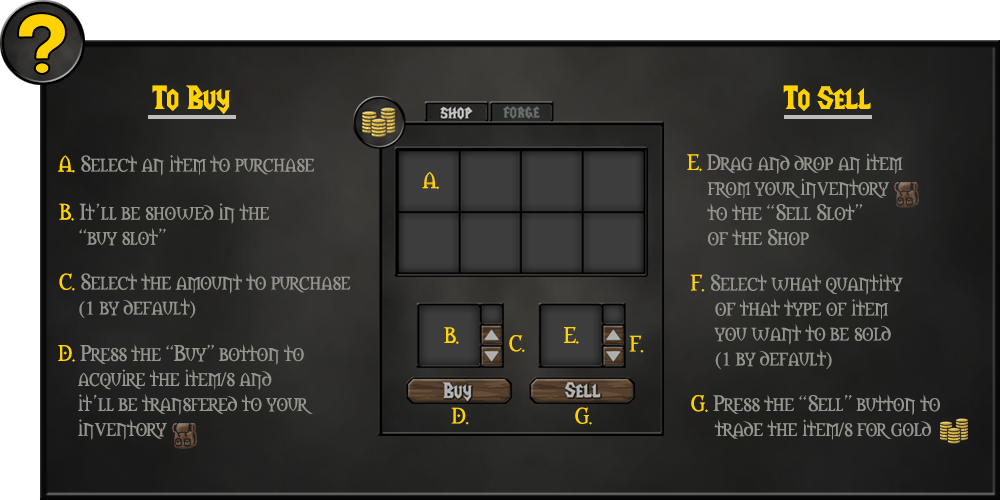 ?
To Buy
A. Select an item to purchase
B. It'll be showed in the
"buy slot"
C. Select the amount to purchase
(1 by default)
D. Press the "Buy" botton to
acquire the item/s and
it'll be transfered to your
inventory
Shop Forge
A.
B. C. E. F.
Buy Sell
D. G.
To Sell
E. Drag and drop an item
from your inventory
to the "Sell Slot"
of the Shop
F. Select what quantity
of that type of item
you want to be sold
(1 by default)
G. Press the "Sell" button to
trade the item/s for gold